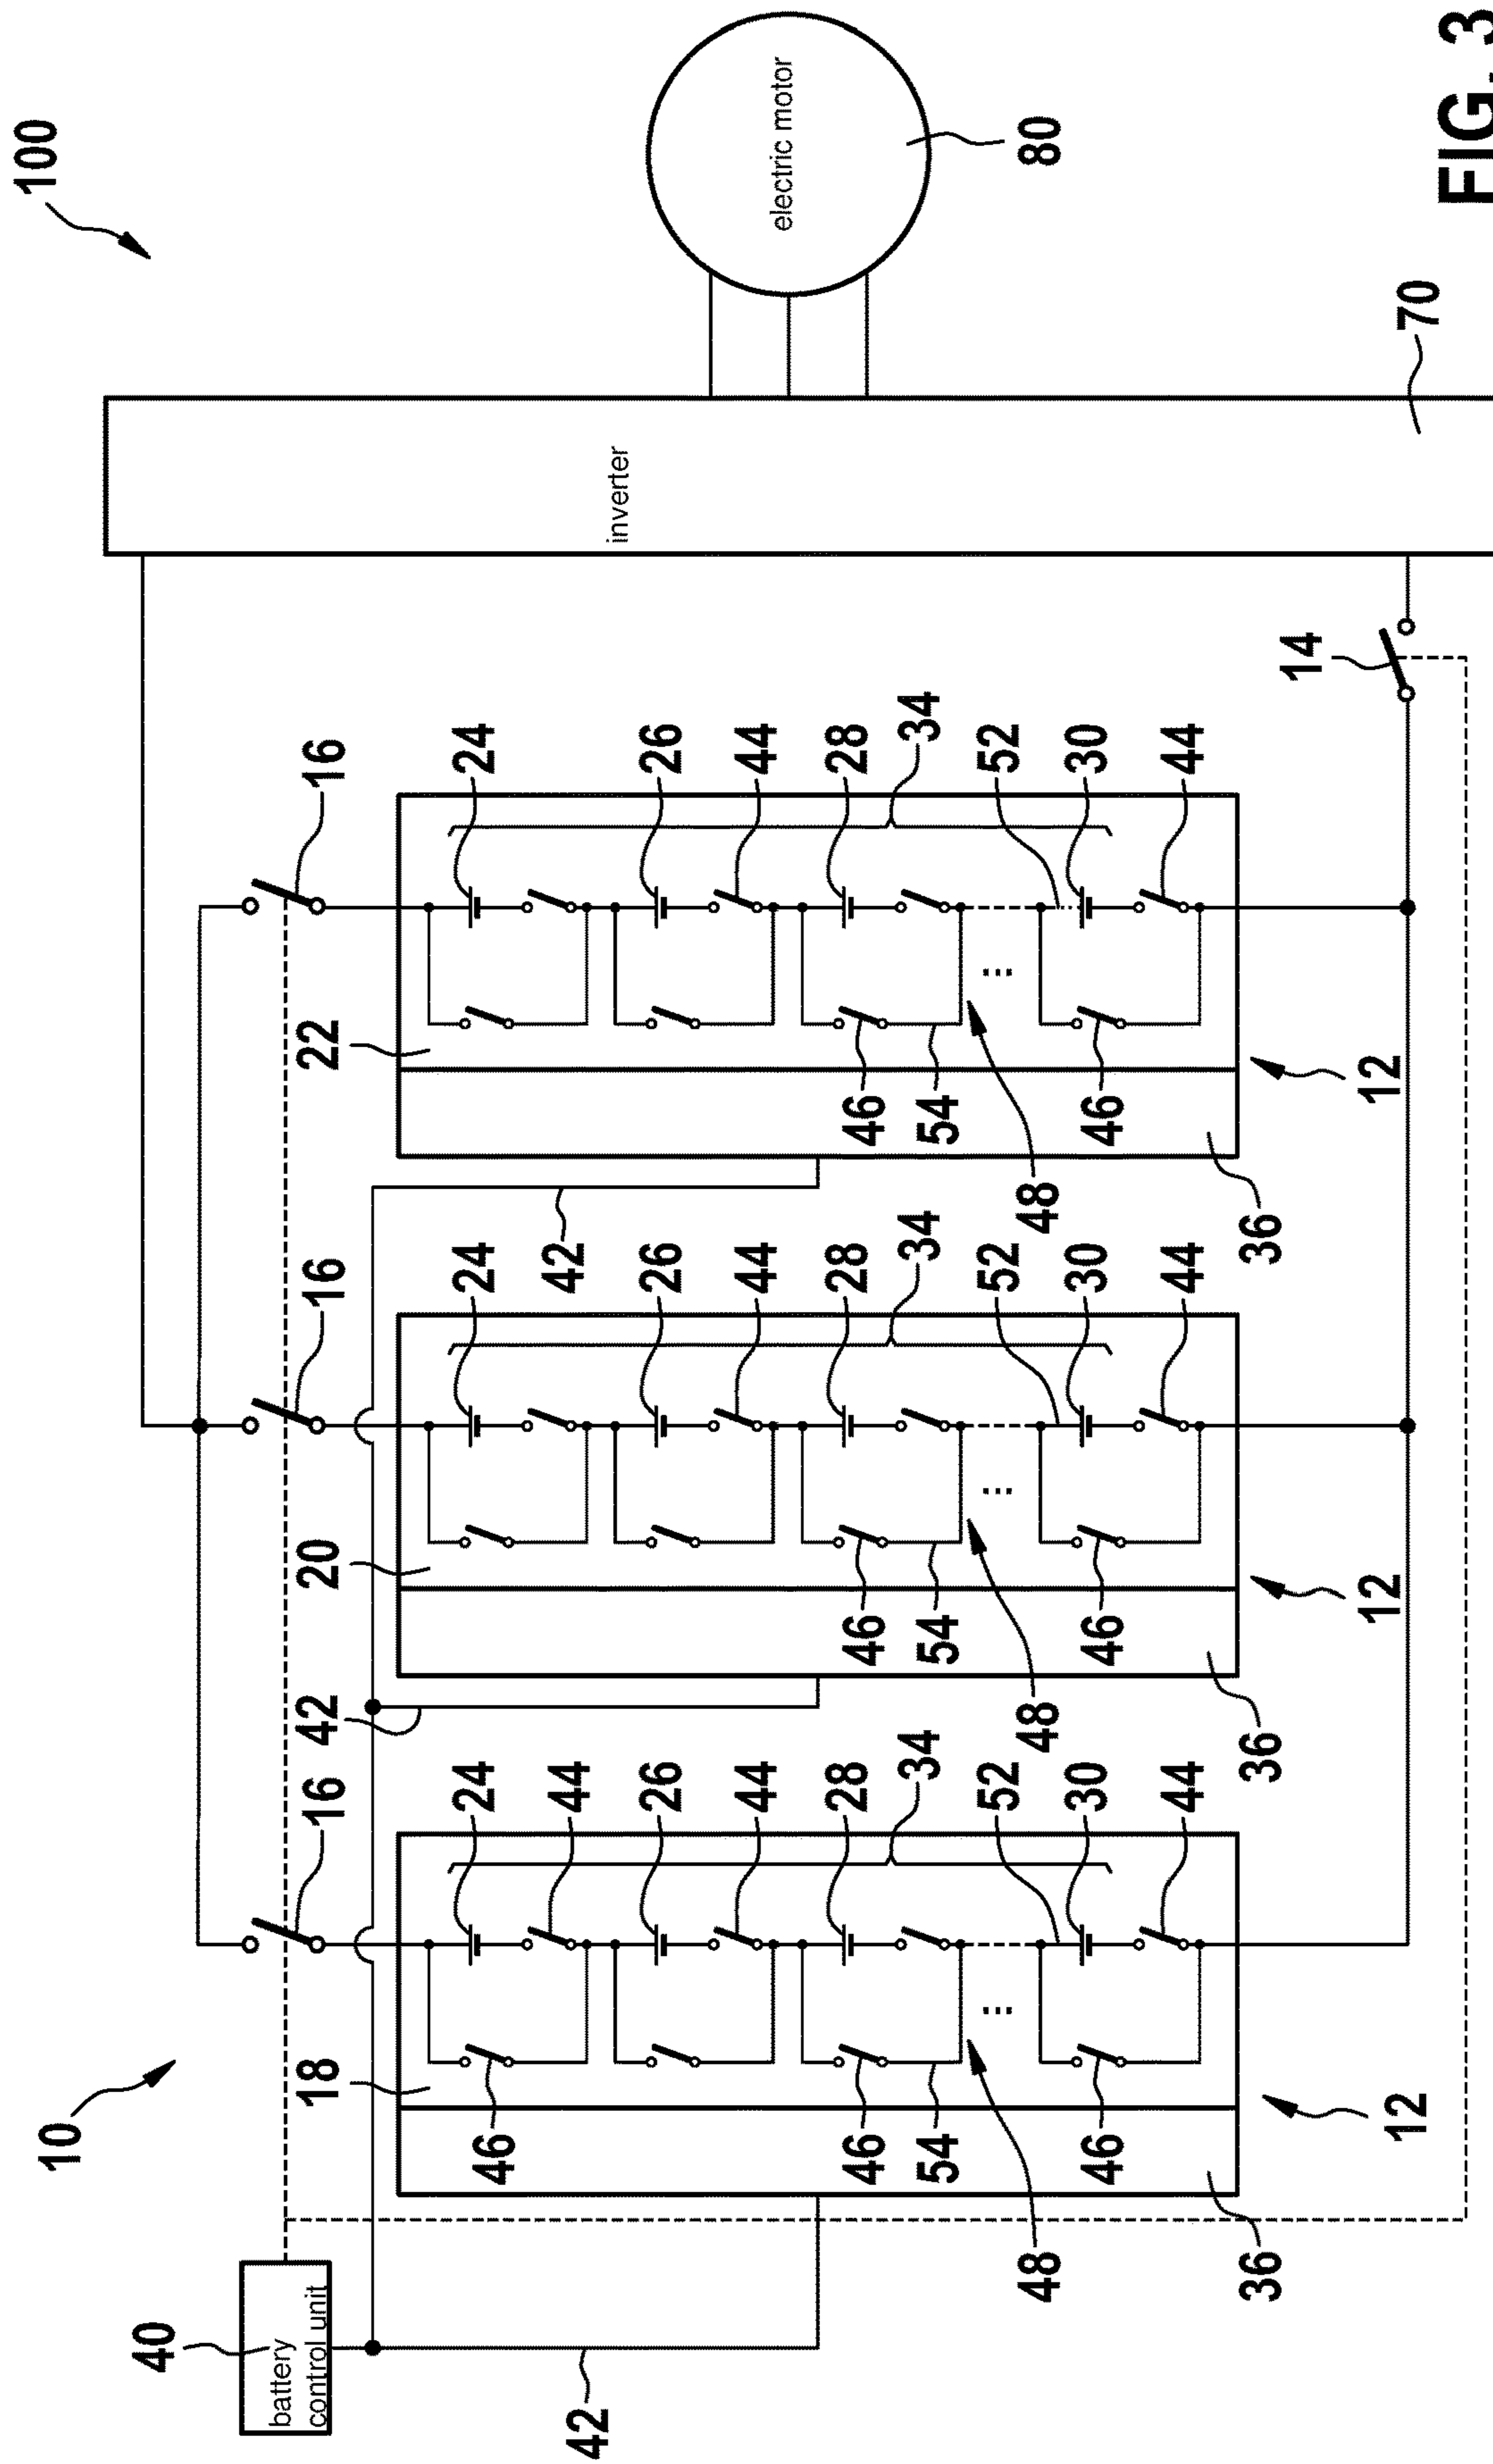 100
10
40
battery
control unit
18 16 42 20 16 22 16
46 24 24 24
42 44 42
inverter
26 26 26
44 44 44
electric motor
46 28 46 28 46 28
54 34 54 34 54 34
52 52 52
48 48 48 80
46 30 46 30 46 30
44 44 44
36 36 36
14
12 12 12
70
FIG. 3